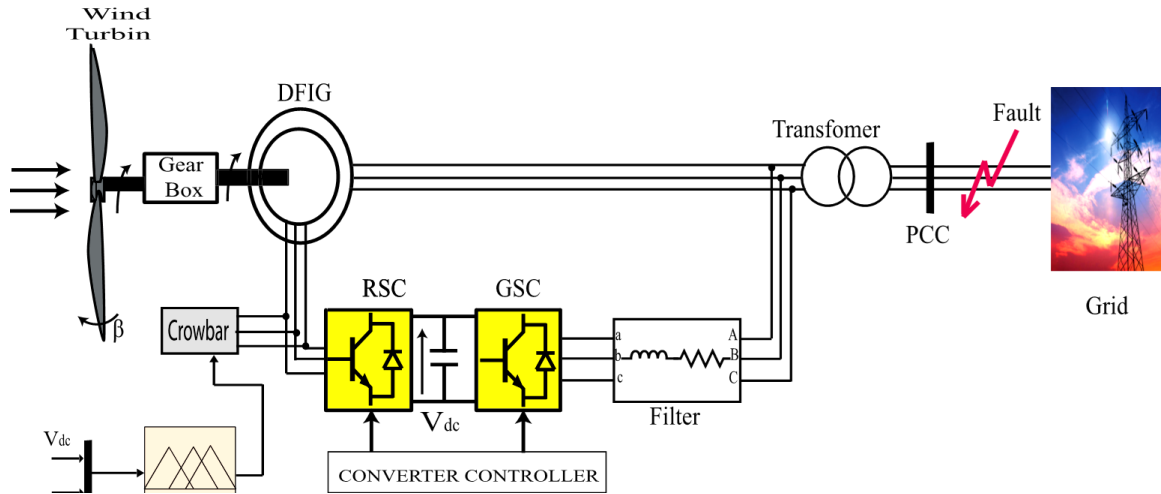 Wind
Turbin
DFIG
Fault
Transfomer
Gear
Box
PCC
RSC
GSC
Grid
Crowbar
β
a
A
b
B
c
C
Vdc
Filter
Vdc
CONVERTER CONTROLLER